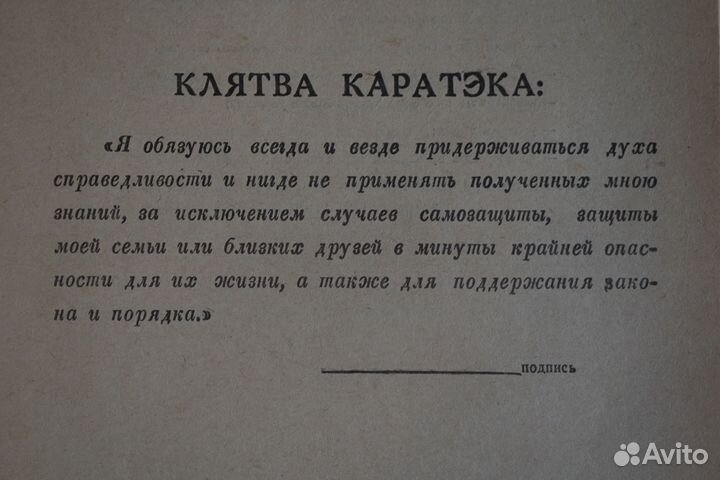 КЛЯТВА КАРАТЭКА:
«Я обязуюсь всегда и везде придерживаться духа
справедливости и нигде не применять полученных мною
знаний, за исключением случаев самозащиты, защиты
моей семьи или близких друзей в минуты крайней опас-
ности для их жизни, а также для поддержания зако-
на и порядка.»
подпись
Avito